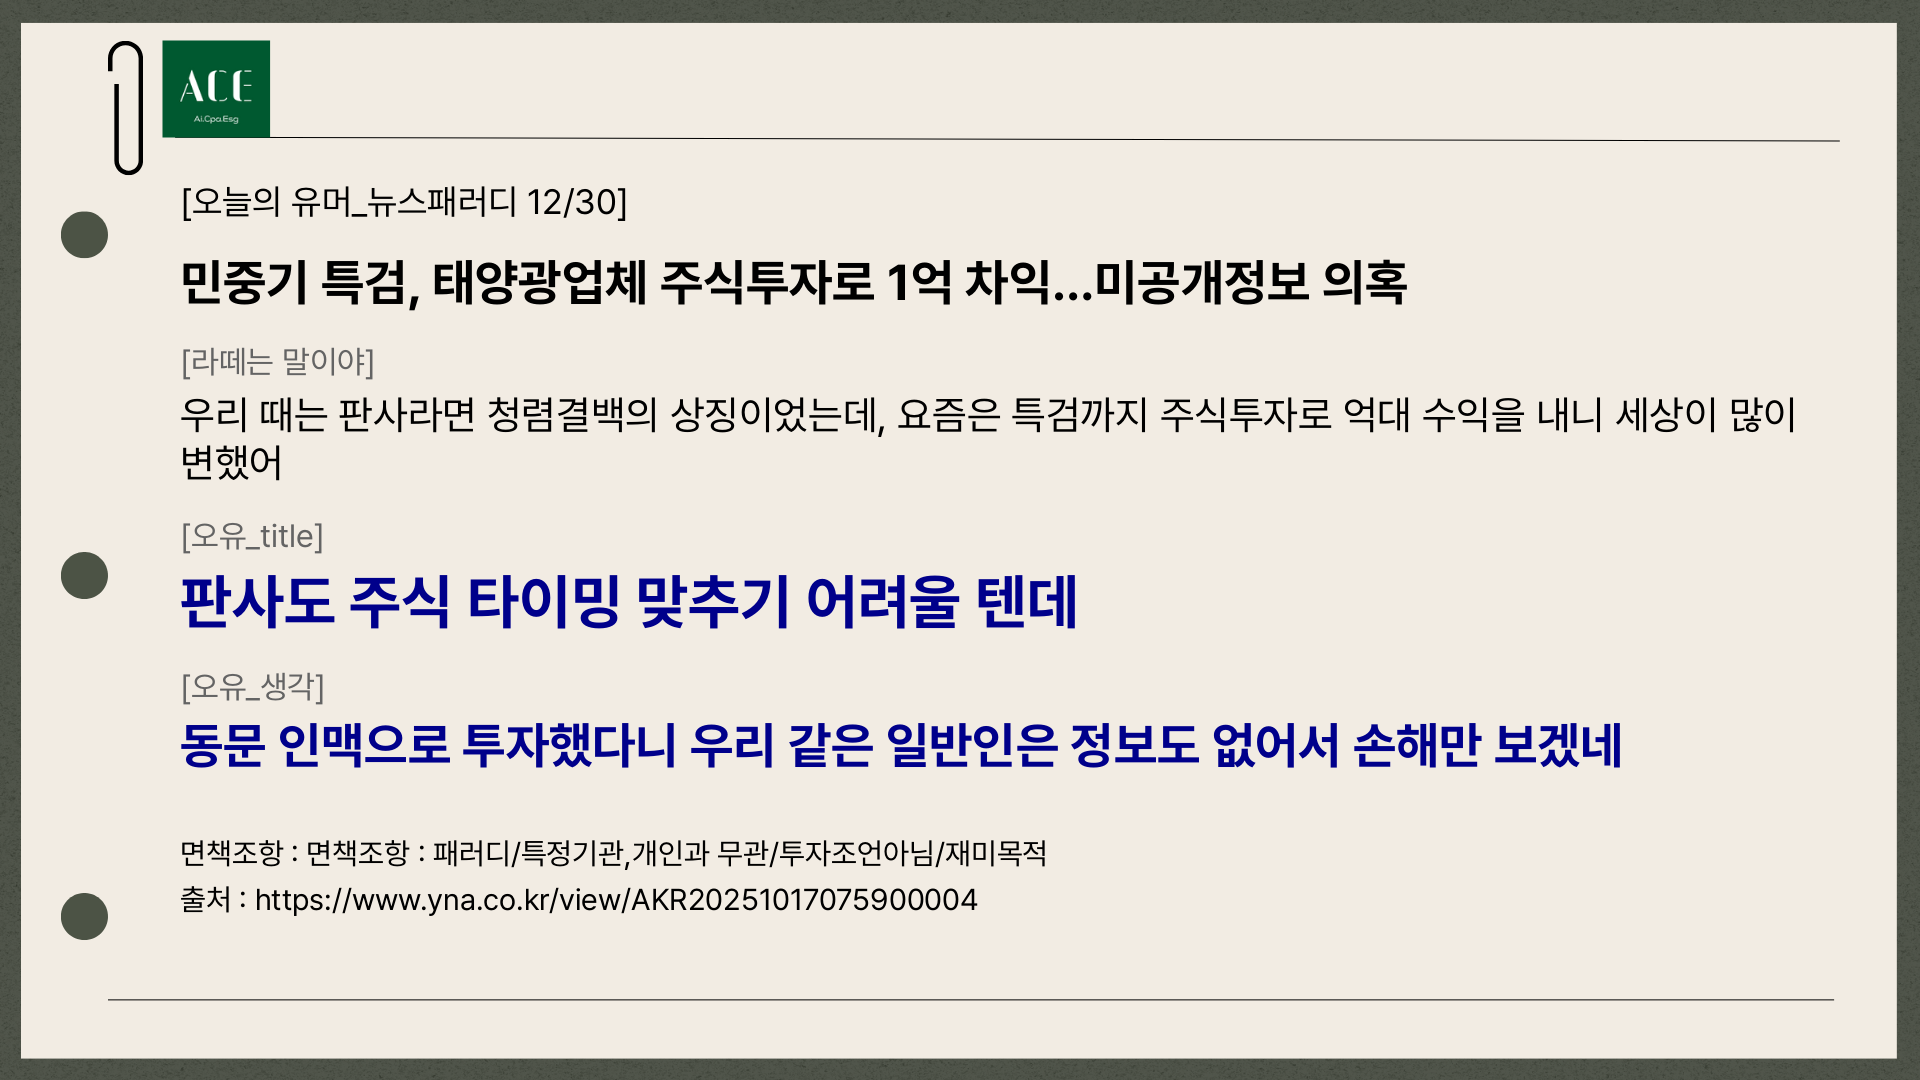 ACE
Ai.Cpa.Esg
[오늘의 유머_뉴스패러디 12/30]
민중기 특검, 태양광업체 주식투자로 1억 차익…미공개정보 의혹
[라떼는 말이야]
우리 때는 판사라면 청렴결백의 상징이었는데, 요즘은 특검까지 주식투자로 억대 수익을 내니 세상이 많이
변했어
[오유_title]
판사도 주식 타이밍 맞추기 어려울 텐데
[오유_생각]
동문 인맥으로 투자했다니 우리 같은 일반인은 정보도 없어서 손해만 보겠네
면책조항 : 면책조항 : 패러디/특정기관,개인과 무관/투자조언아님/재미목적
출처 : https://www.yna.co.kr/view/AKR20251017075900004